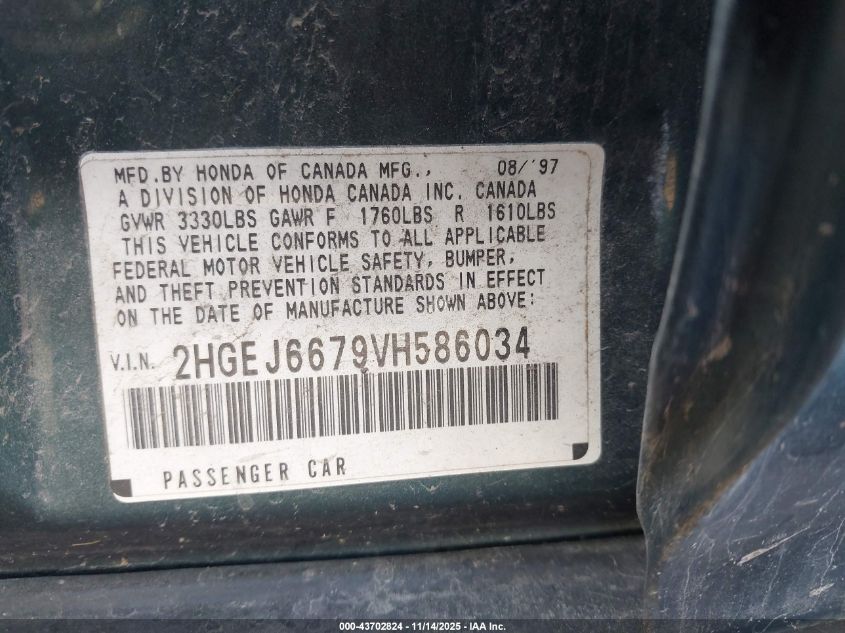 MFD.BY HONDA OF CANADA MFG., 08/'97
A DIVISION OF HONDA CANADA INC. CANADA
GVWR 3330LBS GAWR F 1760LBS R 1610LBS
THIS VEHICLE CONFORMS TO ALL APPLICABLE
FEDERAL MOTOR VEHICLE SAFETY, BUMPER,
AND THEFT PREVENTION STANDARDS IN EFFECT
ON THE DATE OF MANUFACTURE SHOWN ABOVE:
V.I.N. 2HGEJ6679VH586034
PASSENGER CAR
000-43702824 - 11/14/2025 - IAA Inc.